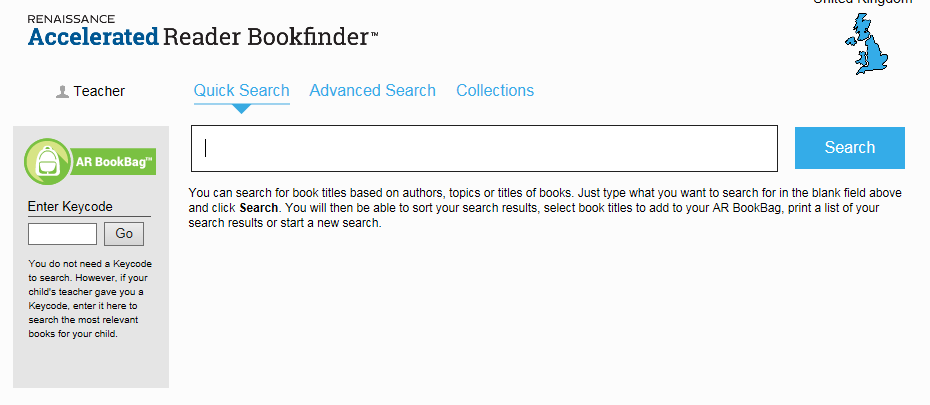 United Kingdom
RENAISSANCE
Accelerated Reader Bookfinder™
Teacher
Quick Search Advanced Search Collections
Search
AR BookBag™
Enter Keycode
Go
You do not need a Keycode
to search. However, if your
child's teacher gave you a
Keycode, enter it here to
search the most relevant
books for your child.
You can search for book titles based on authors, topics or titles of books. Just type what you want to search for in the blank field above
and click Search. You will then be able to sort your search results, select book titles to add to your AR BookBag, print a list of your
search results or start a new search.